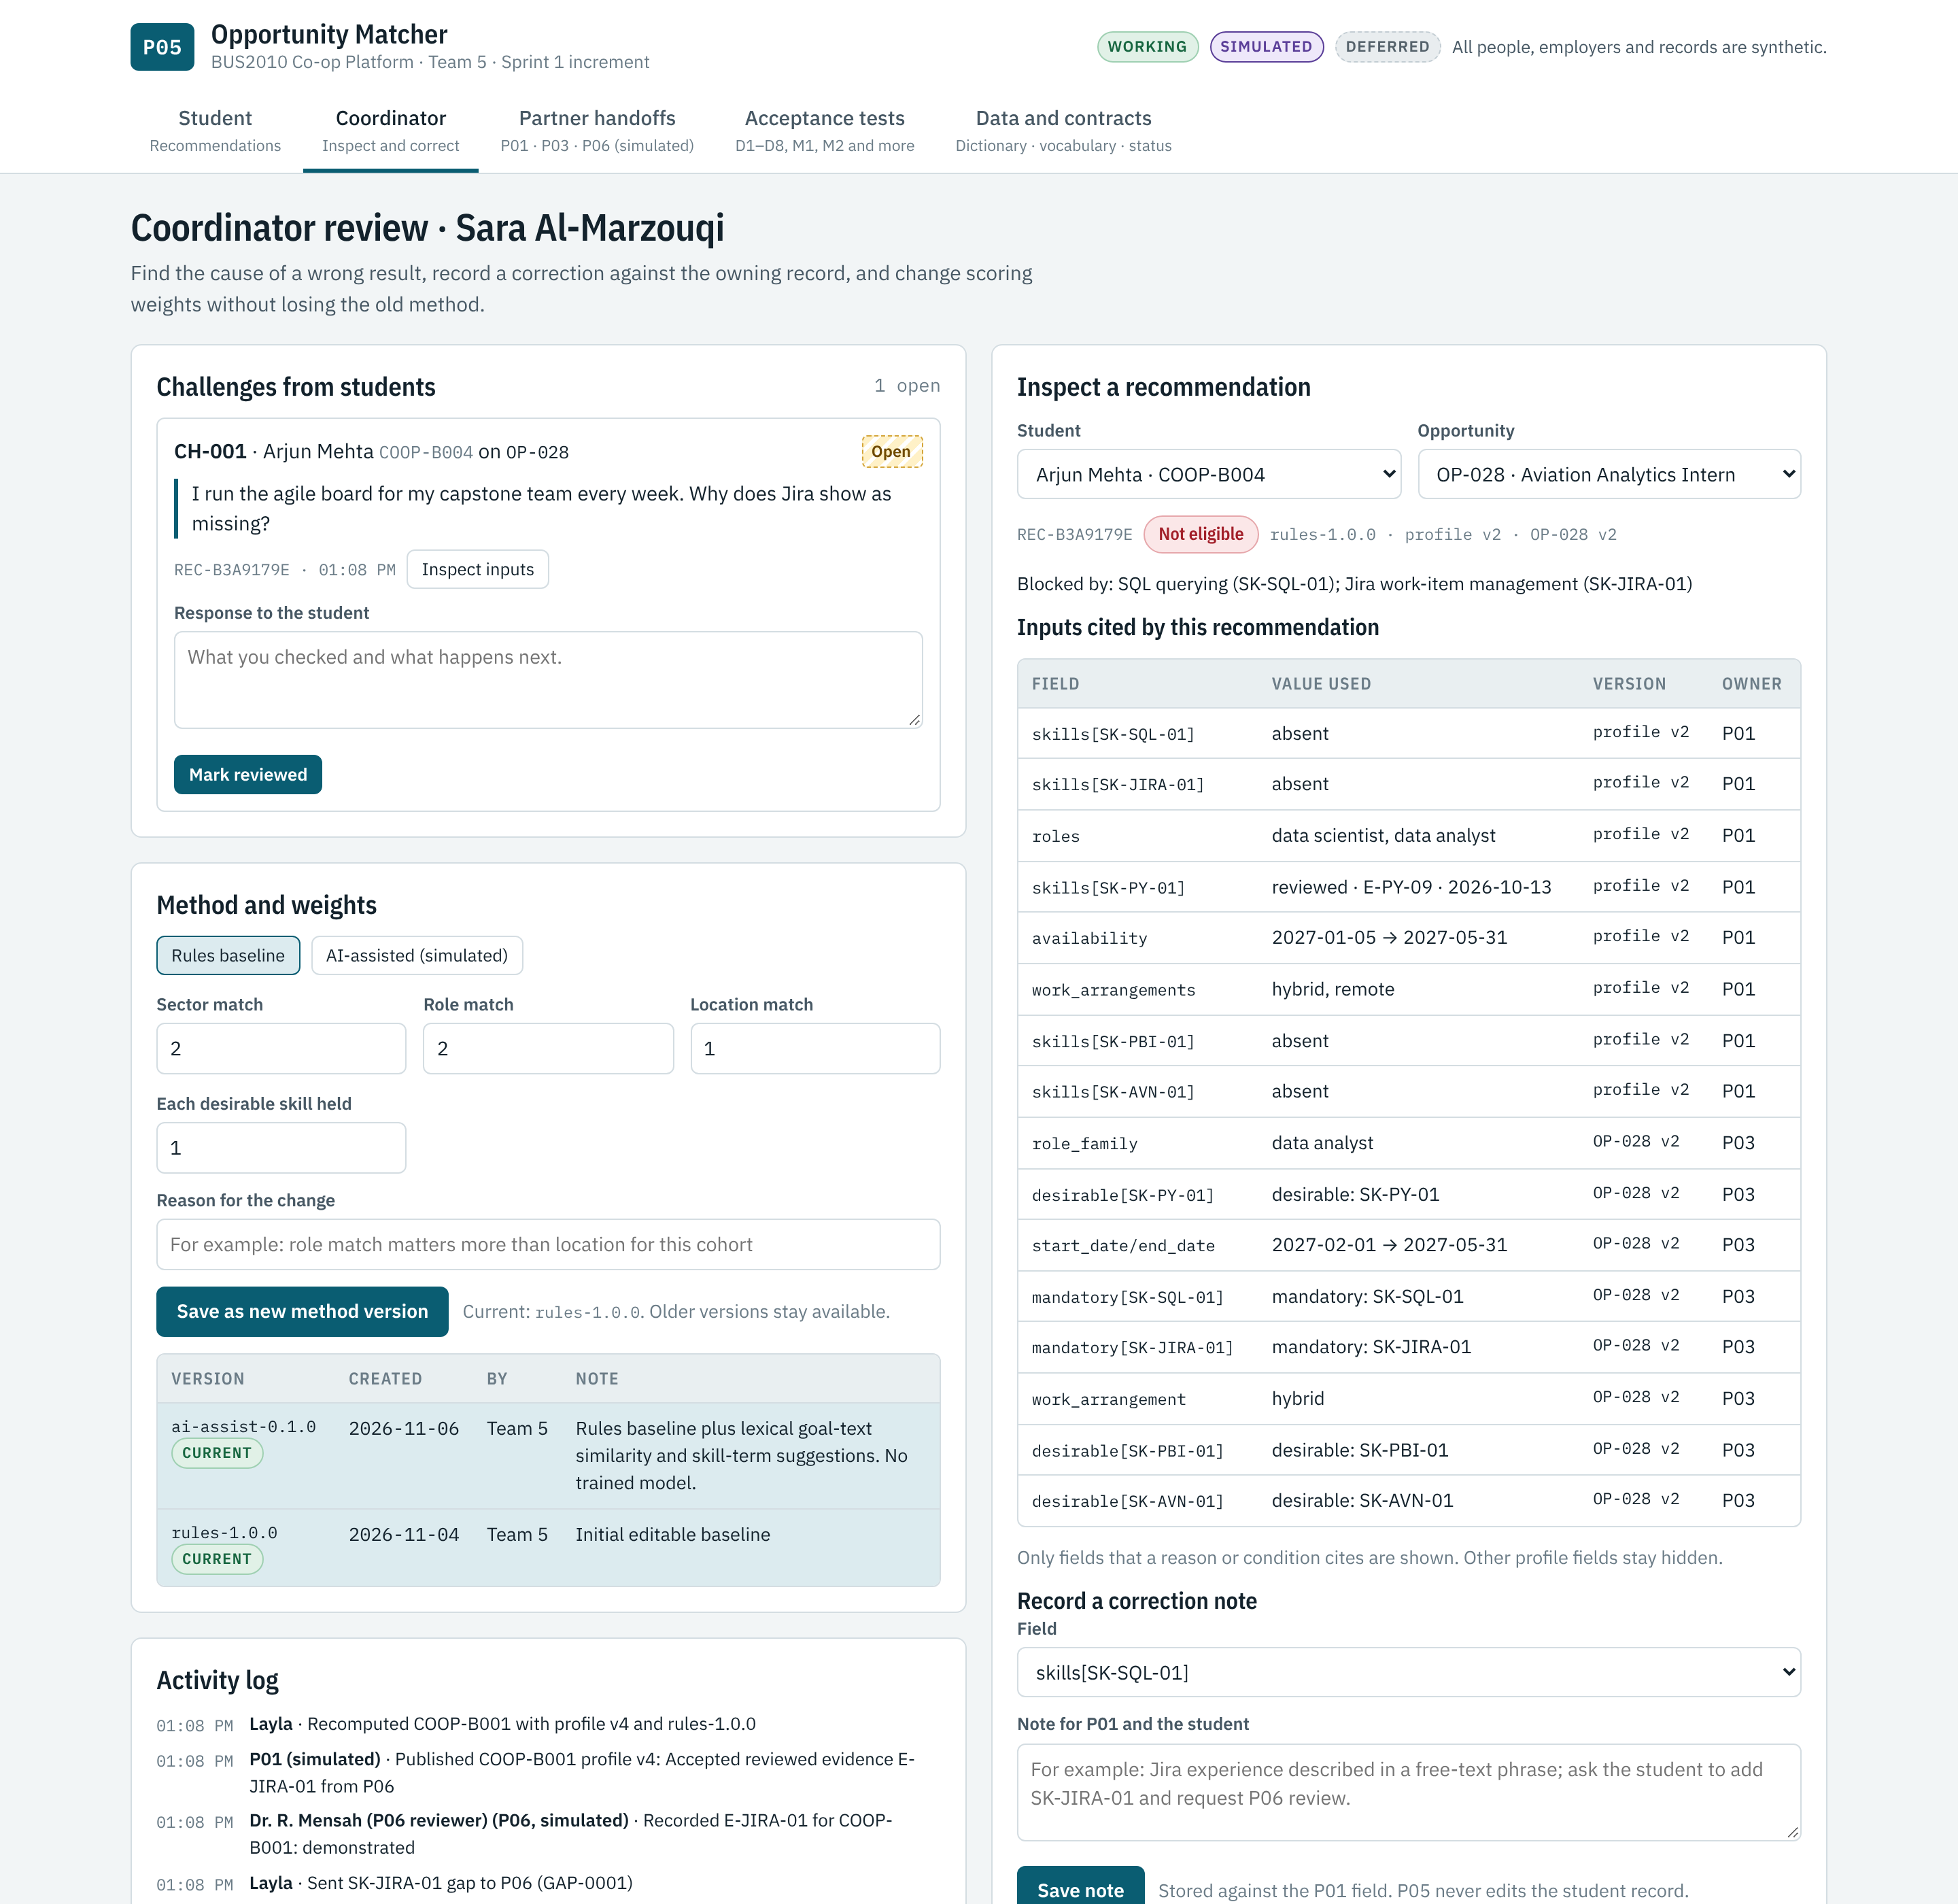 P05
Opportunity Matcher
BUS2010 Co-op Platform · Team 5 · Sprint 1 increment
WORKING
SIMULATED
DEFERRED
All people, employers and records are synthetic.
Student
Recommendations
Coordinator
Inspect and correct
Partner handoffs
P01 · P03 · P06 (simulated)
Acceptance tests
D1–D8, M1, M2 and more
Data and contracts
Dictionary · vocabulary · status
Coordinator review · Sara Al-Marzouqi
Find the cause of a wrong result, record a correction against the owning record, and change scoring
weights without losing the old method.
Challenges from students
1 open
CH-001 · Arjun Mehta COOP-B004 on OP-028
Open
I run the agile board for my capstone team every week. Why does Jira show as
missing?
REC-B3A9179E · 01:08 PM
Inspect inputs
Response to the student
What you checked and what happens next.
Mark reviewed
Method and weights
Rules baseline
AI-assisted (simulated)
Sector match
Role match
Location match
2
2
1
Each desirable skill held
1
Reason for the change
For example: role match matters more than location for this cohort
Save as new method version
Current: rules-1.0.0. Older versions stay available.
VERSION CREATED BY NOTE
ai-assist-0.1.0 2026-11-06 Team 5 Rules baseline plus lexical goal-text
CURRENT similarity and skill-term suggestions. No
trained model.
rules-1.0.0 2026-11-04 Team 5 Initial editable baseline
CURRENT
Activity log
01:08 PM Layla · Recomputed COOP-B001 with profile v4 and rules-1.0.0
01:08 PM P01 (simulated) · Published COOP-B001 profile v4: Accepted reviewed evidence E-
JIRA-01 from P06
01:08 PM Dr. R. Mensah (P06 reviewer) (P06, simulated) · Recorded E-JIRA-01 for COOP-
B001: demonstrated
01:08 PM Layla · Sent SK-JIRA-01 gap to P06 (GAP-0001)
Inspect a recommendation
Student
Opportunity
Arjun Mehta · COOP-B004
OP-028 · Aviation Analytics Intern
REC-B3A9179E Not eligible rules-1.0.0 · profile v2 · OP-028 v2
Blocked by: SQL querying (SK-SQL-01); Jira work-item management (SK-JIRA-01)
Inputs cited by this recommendation
FIELD VALUE USED VERSION OWNER
skills[SK-SQL-01] absent profile v2 P01
skills[SK-JIRA-01] absent profile v2 P01
roles data scientist, data analyst profile v2 P01
skills[SK-PY-01] reviewed · E-PY-09 · 2026-10-13 profile v2 P01
availability 2027-01-05 → 2027-05-31 profile v2 P01
work_arrangements hybrid, remote profile v2 P01
skills[SK-PBI-01] absent profile v2 P01
skills[SK-AVN-01] absent profile v2 P01
role_family data analyst OP-028 v2 P03
desirable[SK-PY-01] desirable: SK-PY-01 OP-028 v2 P03
start_date/end_date 2027-02-01 → 2027-05-31 OP-028 v2 P03
mandatory[SK-SQL-01] mandatory: SK-SQL-01 OP-028 v2 P03
mandatory[SK-JIRA-01] mandatory: SK-JIRA-01 OP-028 v2 P03
work_arrangement hybrid OP-028 v2 P03
desirable[SK-PBI-01] desirable: SK-PBI-01 OP-028 v2 P03
desirable[SK-AVN-01] desirable: SK-AVN-01 OP-028 v2 P03
Only fields that a reason or condition cites are shown. Other profile fields stay hidden.
Record a correction note
Field
skills[SK-SQL-01]
Note for P01 and the student
For example: Jira experience described in a free-text phrase; ask the student to add
SK-JIRA-01 and request P06 review.
Save note
Stored against the P01 field. P05 never edits the student record.